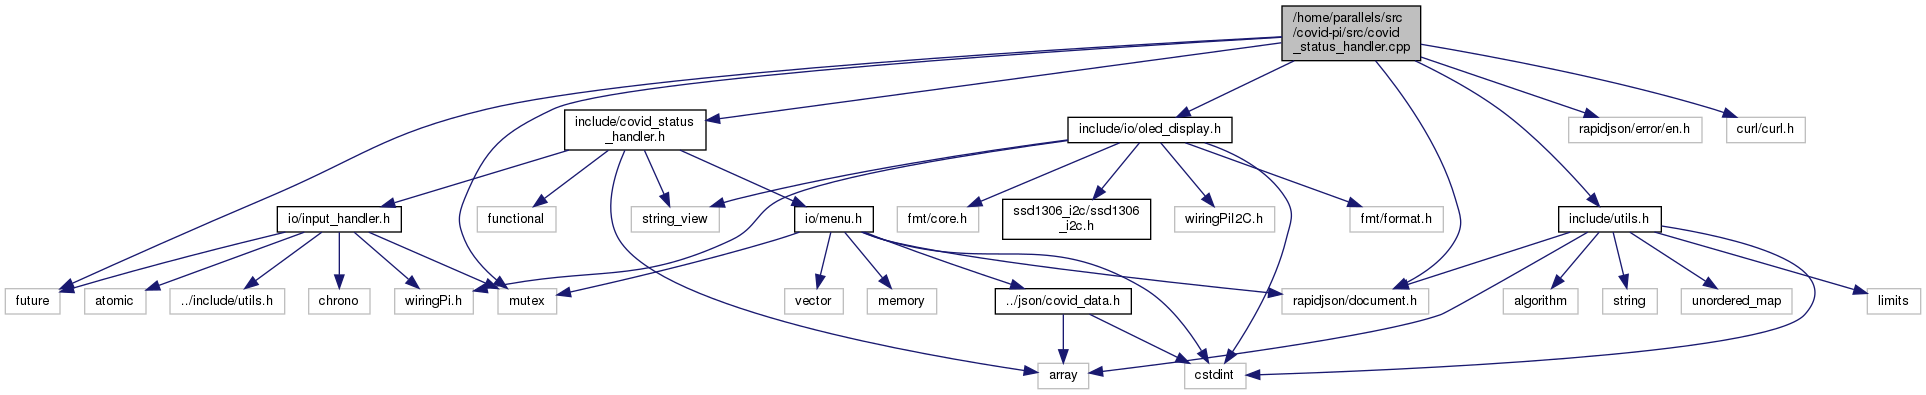 /home/parallels/src
/covid-pi/src/covid
_status_handler.cpp
include/covid_status
_handler.h
include/io/oled_display.h
rapidjson/error/en.h
curl/curl.h
io/input_handler.h
functional
string_view
io/menu.h
fmt/core.h
ssd1306_i2c/ssd1306
_i2c.h
wiringPiI2C.h
fmt/format.h
include/utils.h
future
atomic
../include/utils.h
chrono
wiringPi.h
mutex
vector
memory
../json/covid_data.h
rapidjson/document.h
algorithm
string
unordered_map
limits
array
cstdint